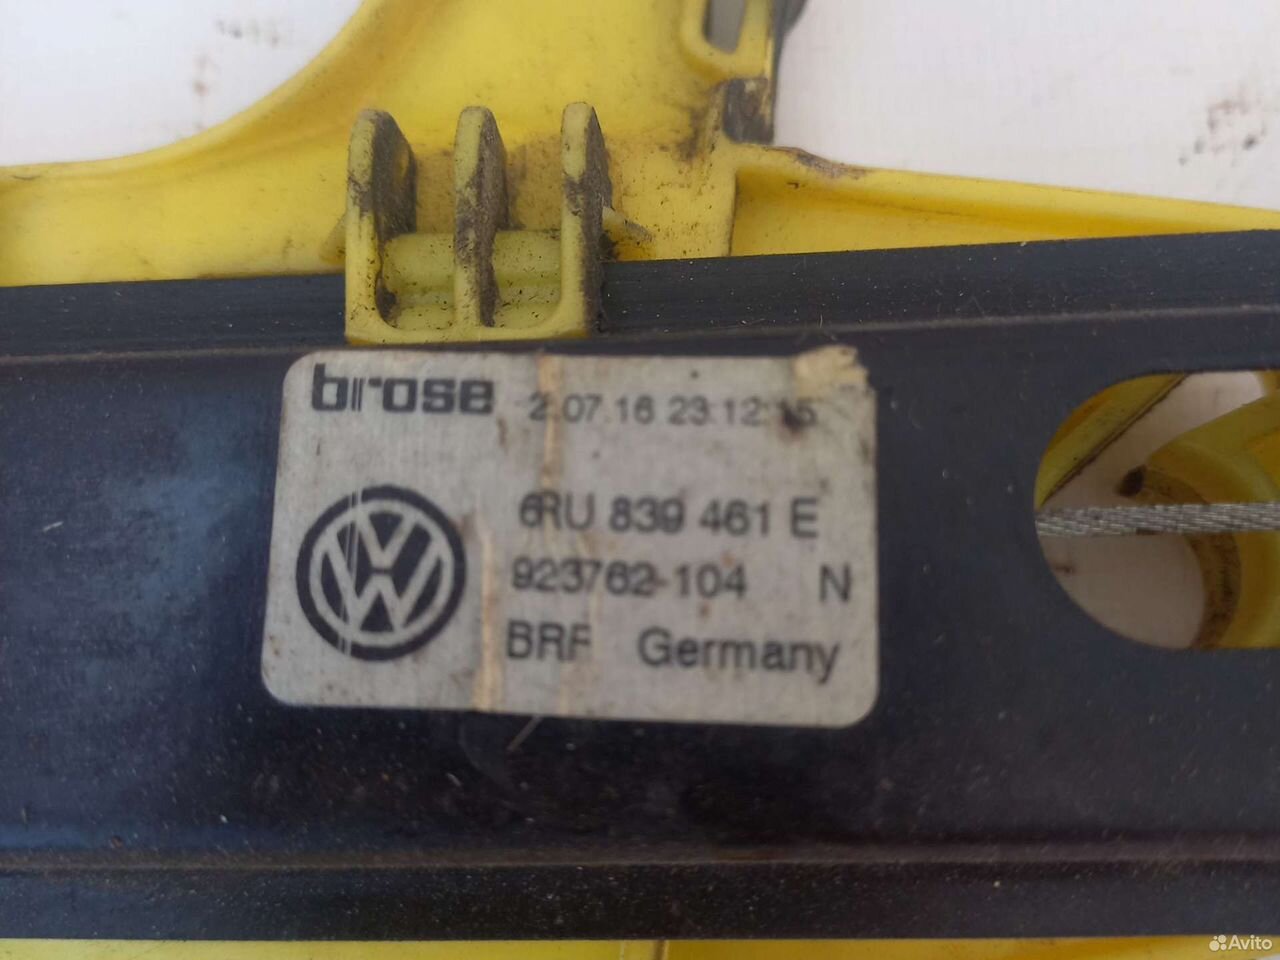 brose 2.07.16 23:12:15
6RU 839 461 E
923762-104 N
BRF Germany
Avito